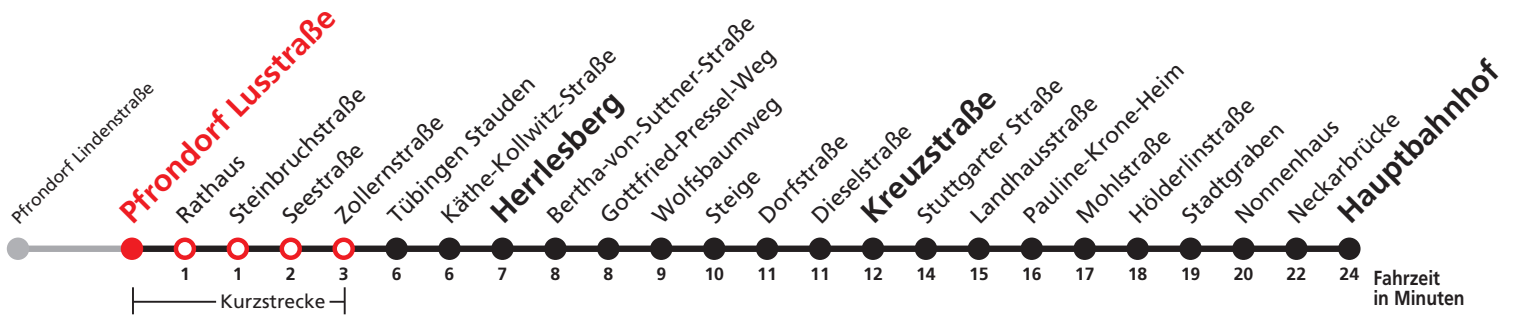 Pfrondorf Lindenstraße
Pfrondorf Lusstraße
Rathaus
Steinbruchstraße
Seestraße
Zollernstraße
Tübingen Stauden
Käthe-Kollwitz-Straße
Herrlesberg
Bertha-von-Suttner-Straße
Gottfried-Pressel-Weg
Wolfsbaumweg
Steige
Dorfstraße
Dieselstraße
Kreuzstraße
Stuttgarter Straße
Landhausstraße
Pauline-Krone-Heim
Mohlstraße
Hölderlinstraße
Stadtgraben
Nonnenhaus
Neckarbrücke
Hauptbahnhof
1 1 2 3 6 6 7 8 8 9 10 11 11 12 14 15 16 17 18 19 20 22 24
Fahrzeit
in Minuten
Kurzstrecke